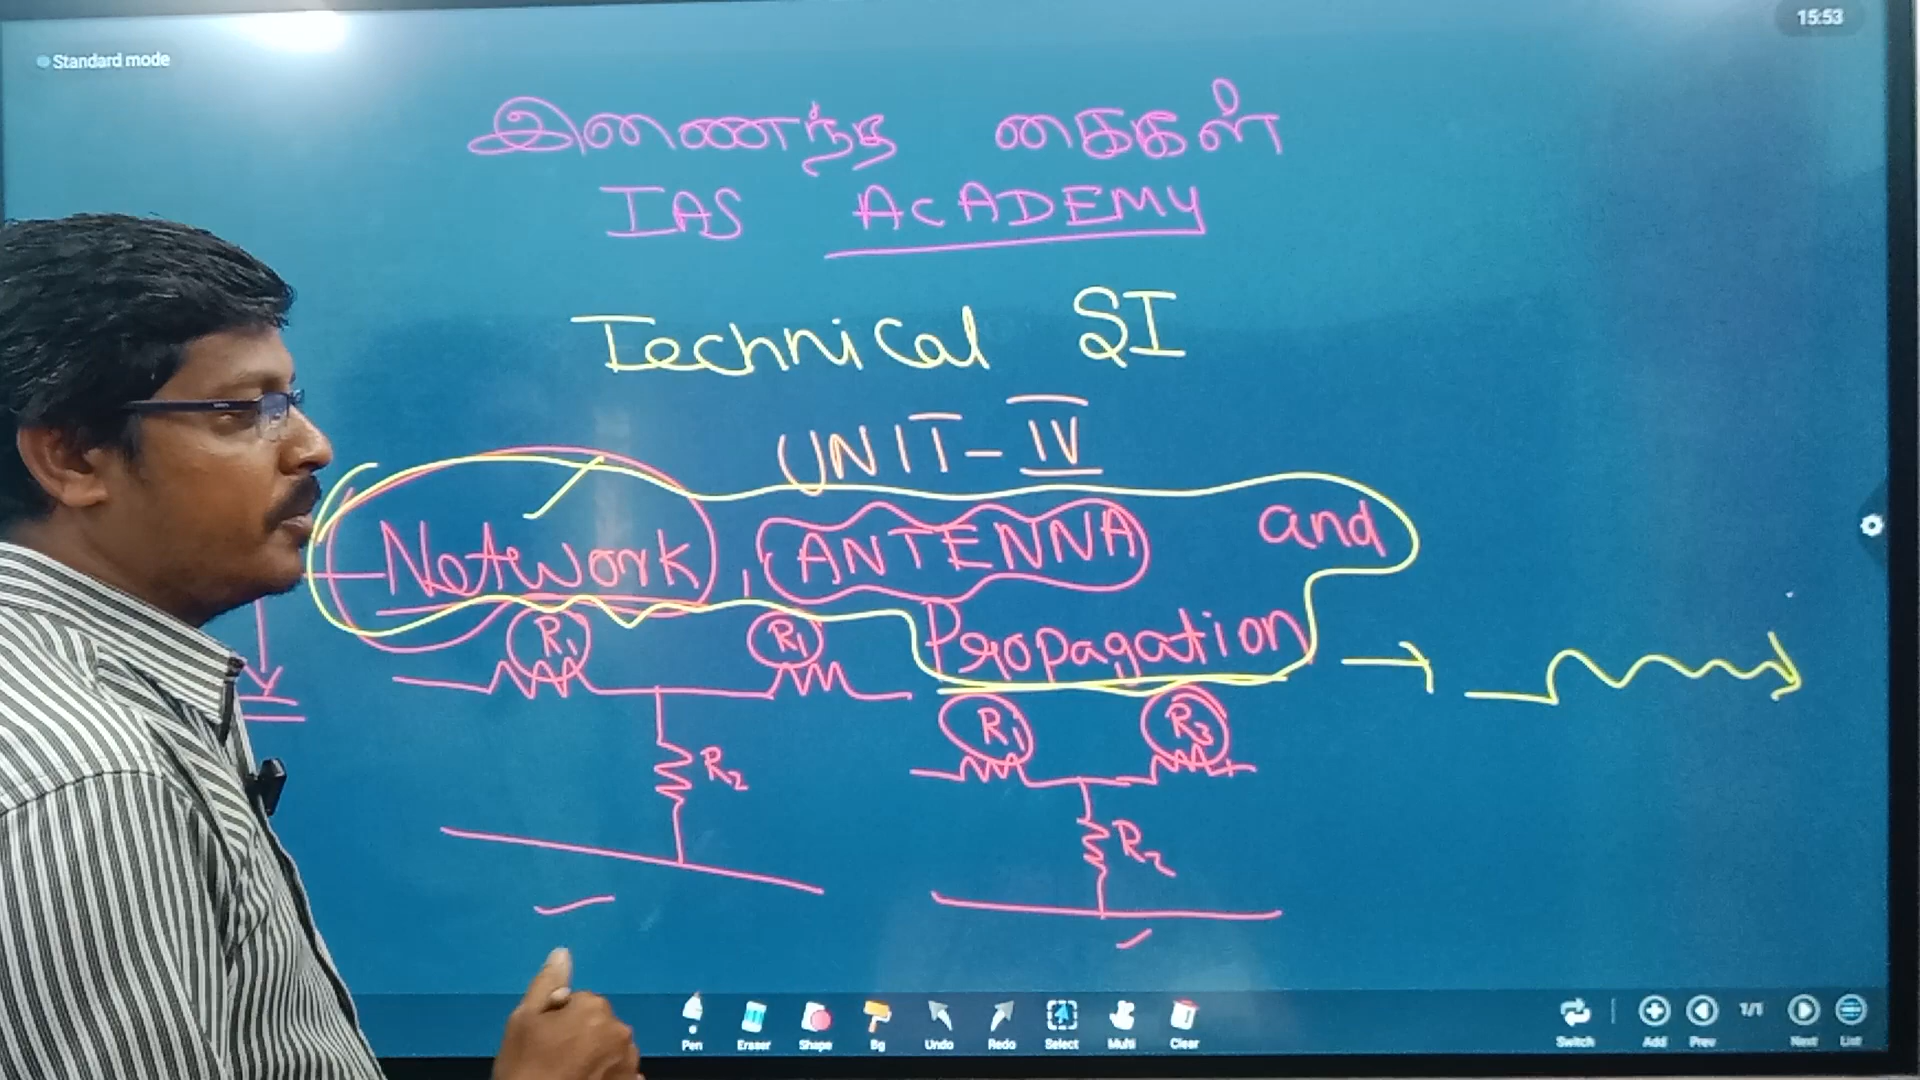 15:53
Standard mode
இணைந்த கைகள்
IAS ACADEMY
Technical SI
UNIT-IV
Network, ANTENNA and
Propagation
R1 R1
R1 R3
R2
R2
Pen Eraser Shape Bg Undo Redo Select Multi Clear
1/1
Switch Add Prev Next List